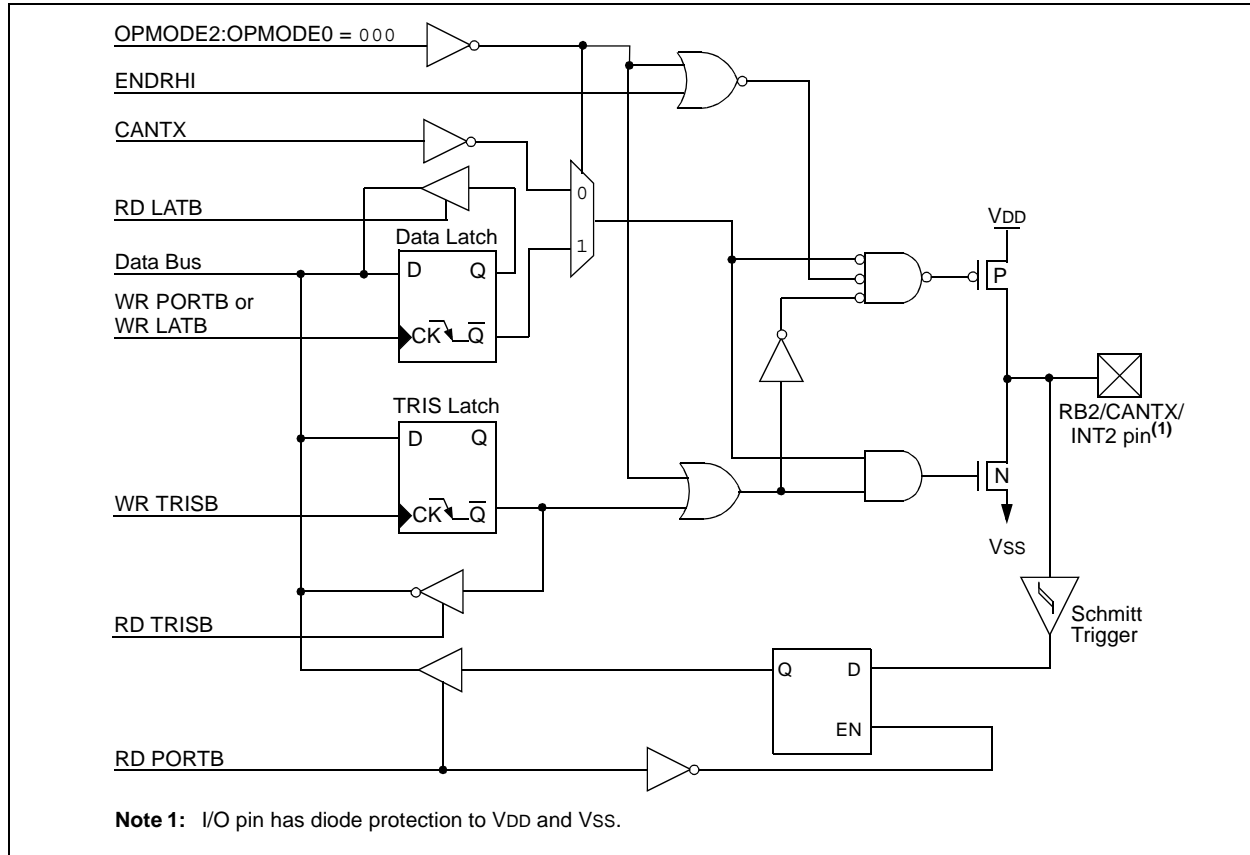 OPMODE2:OPMODE0 = 000
ENDRHI
CANTX
RD LATB
Data Bus
WR PORTB or
WR LATB
WR TRISB
RD TRISB
RD PORTB
0
1
Data Latch
D Q
CK Q̅
TRIS Latch
D Q
CK Q̅
VDD
P
N
VSS
RB2/CANTX/
INT2 pin(1)
Schmitt
Trigger
Q D
EN
Note 1: I/O pin has diode protection to VDD and VSS.